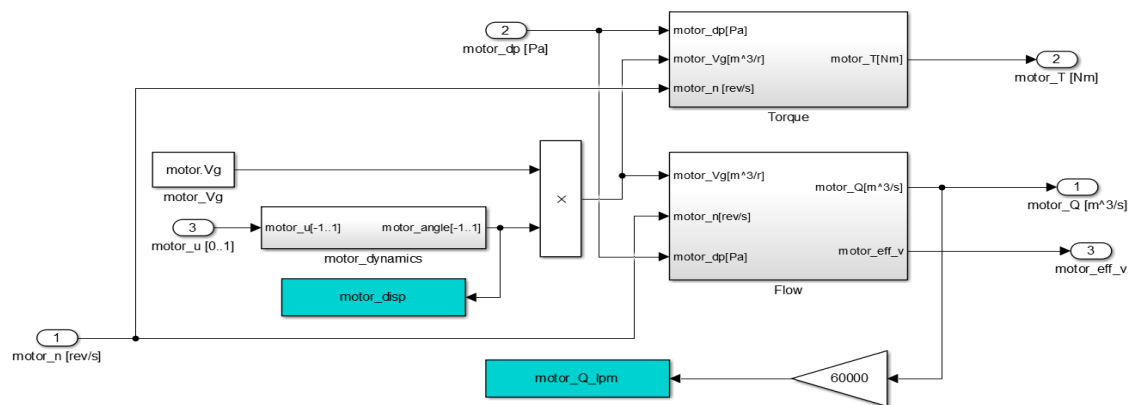 2
motor_dp [Pa]
motor_dp[Pa]
motor_Vg[m^3/r]
motor_n [rev/s]
motor_T[Nm]
Torque
2
motor_T [Nm]
motor.Vg
motor_Vg
3
motor_u [0..1]
motor_u[-1..1]
motor_angle[-1..1]
motor_dynamics
motor_disp
×
motor_Vg[m^3/r]
motor_n[rev/s]
motor_dp[Pa]
motor_Q[m^3/s]
motor_eff_v
Flow
1
motor_Q [m^3/s]
3
motor_eff_v
1
motor_n [rev/s]
motor_Q_lpm
60000